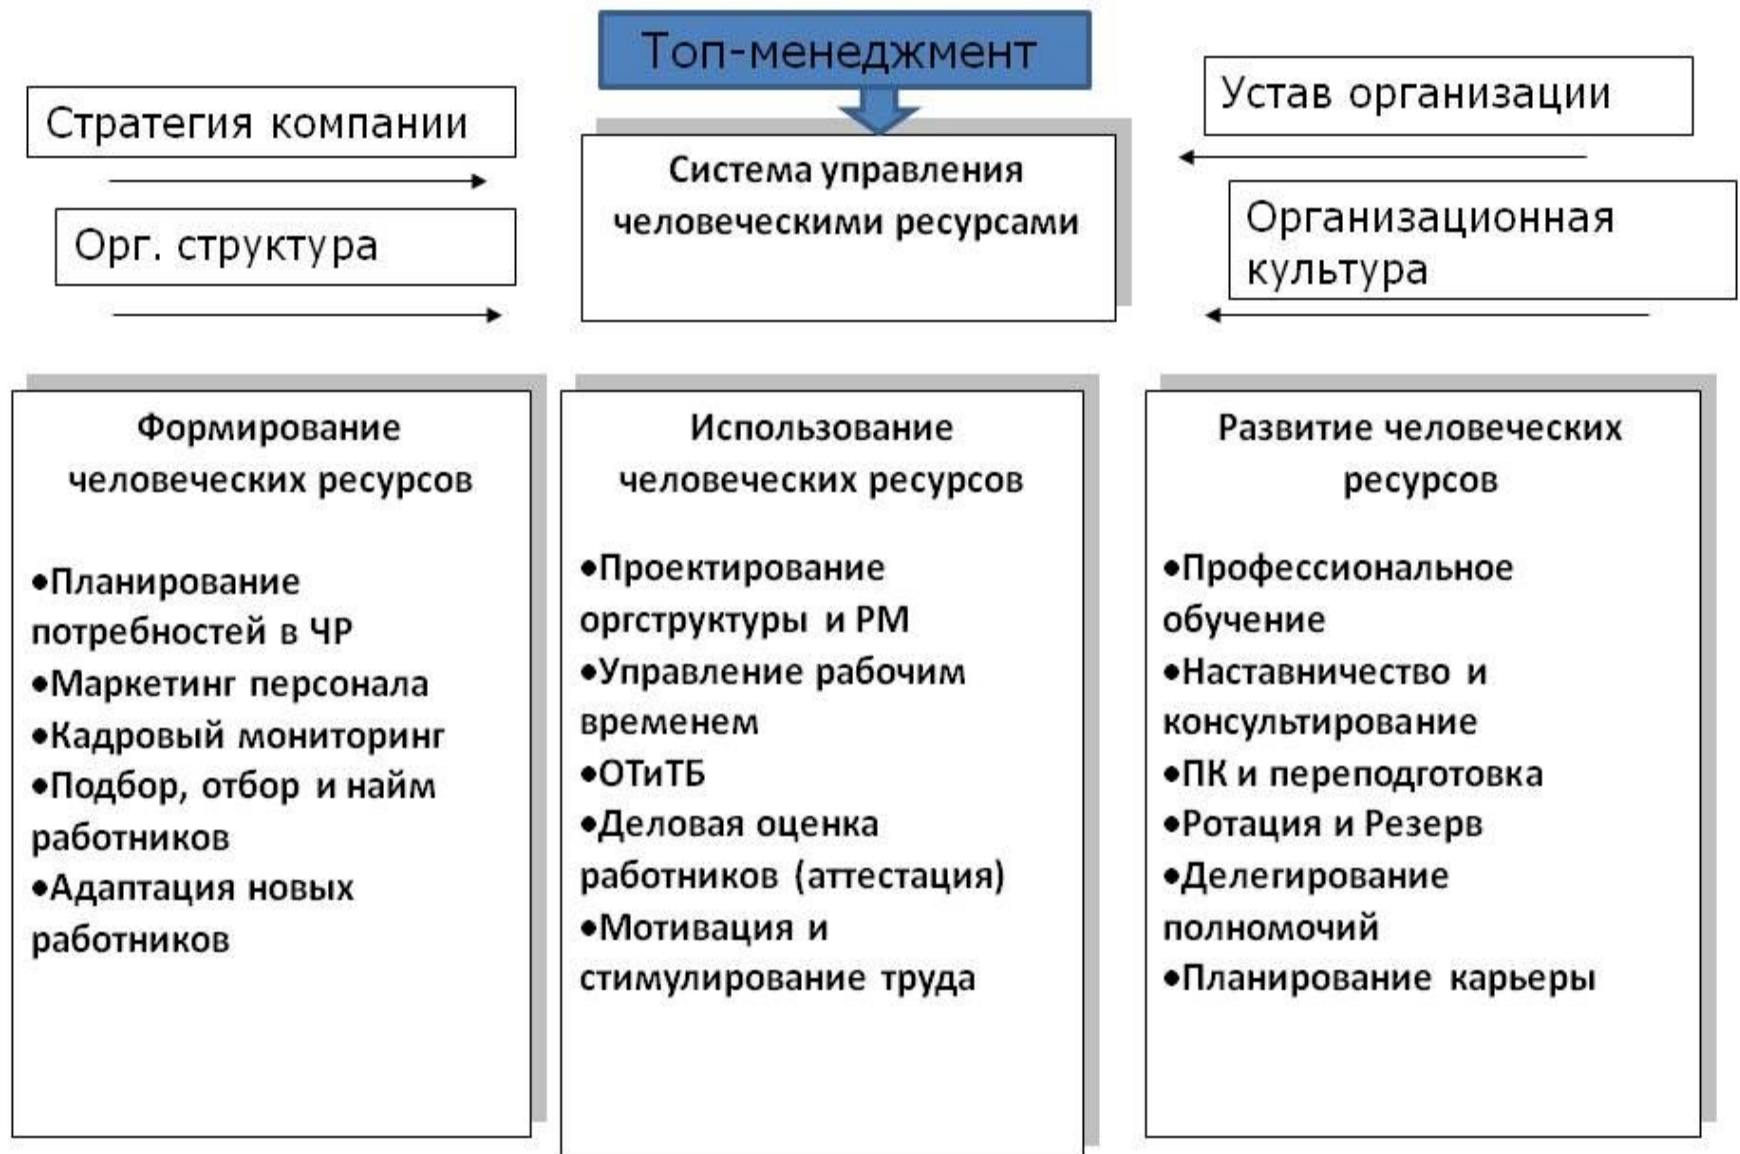 Топ-менеджмент
Стратегия компании
Орг. структура
Система управления
человеческими ресурсами
Устав организации
Организационная
культура
Формирование
человеческих ресурсов
•Планирование
потребностей в ЧР
•Маркетинг персонала
•Кадровый мониторинг
•Подбор, отбор и найм
работников
•Адаптация новых
работников
Использование
человеческих ресурсов
•Проектирование
оргструктуры и РМ
•Управление рабочим
временем
•ОТиТБ
•Деловая оценка
работников (аттестация)
•Мотивация и
стимулирование труда
Развитие человеческих
ресурсов
•Профессиональное
обучение
•Наставничество и
консультирование
•ПК и переподготовка
•Ротация и Резерв
•Делегирование
полномочий
•Планирование карьеры